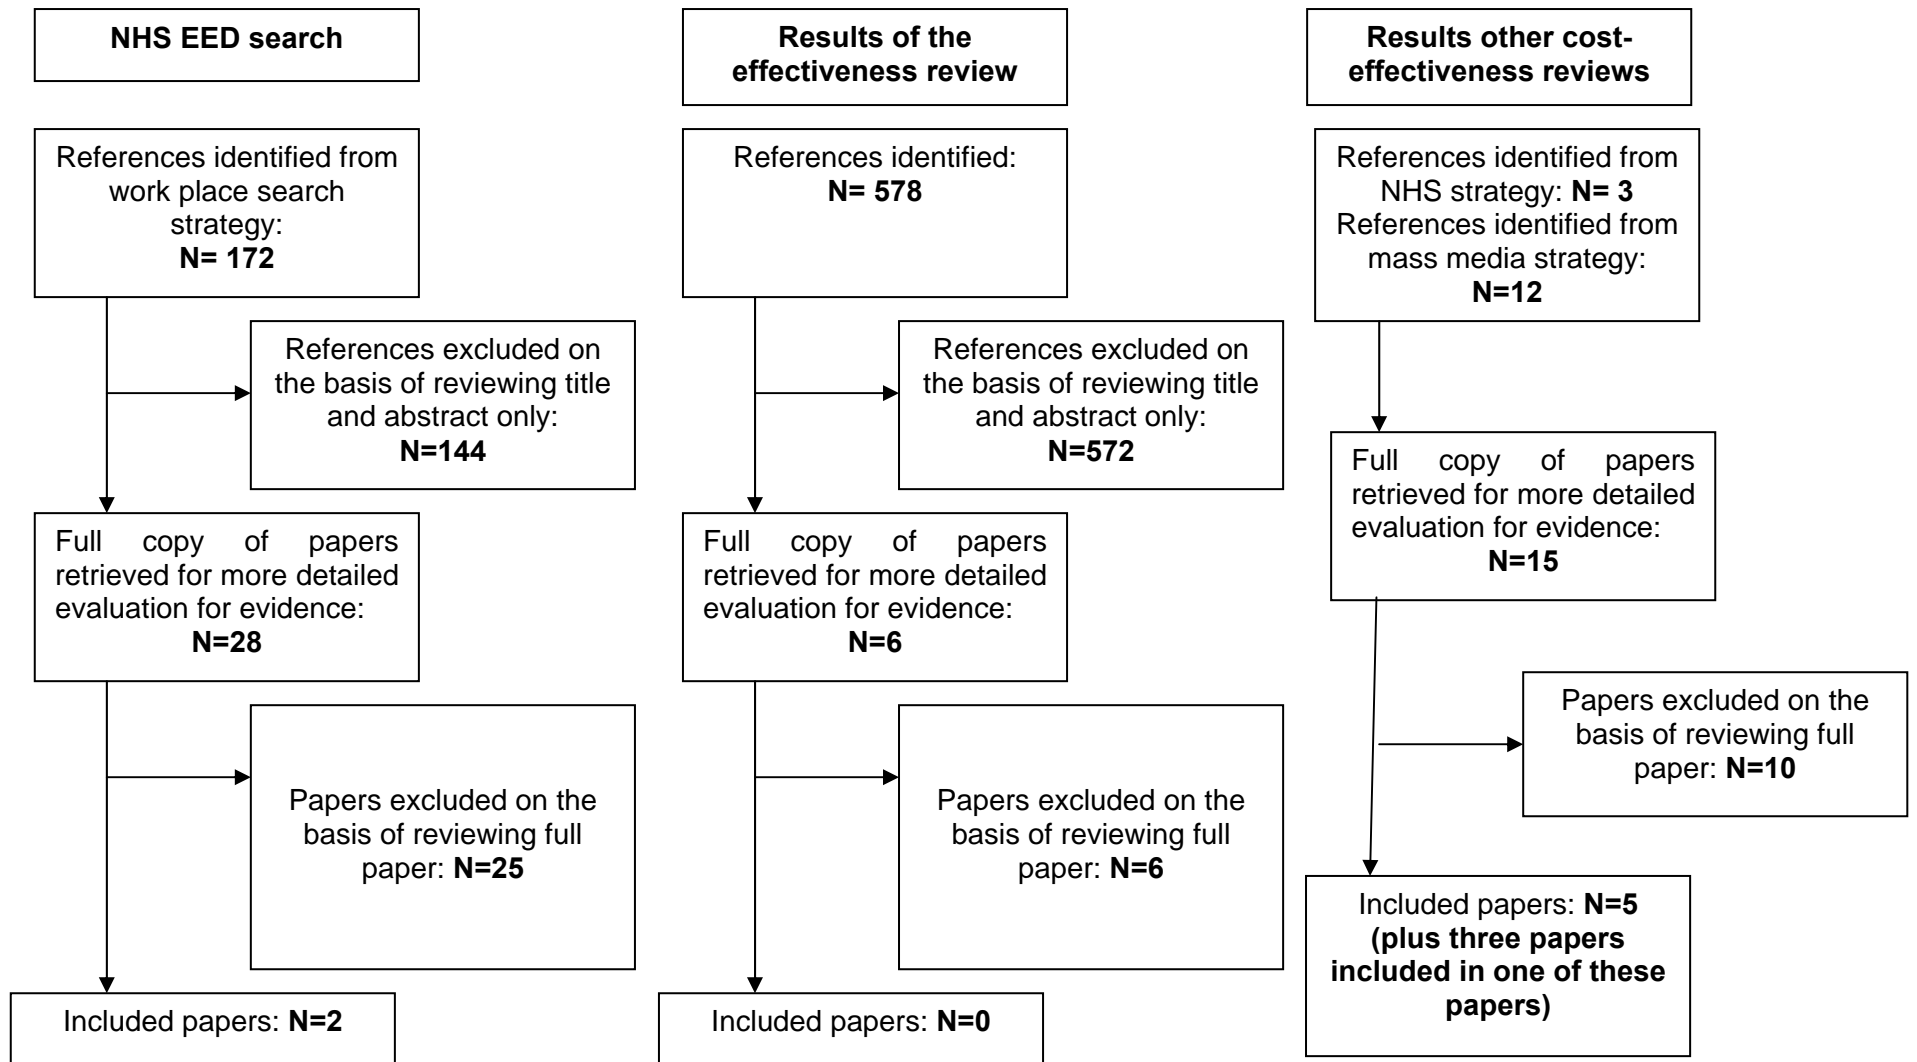 NHS EED search
References identified from
work place search
strategy:
N= 172
References excluded on
the basis of reviewing title
and abstract only:
N=144
Full copy of papers
retrieved for more detailed
evaluation for evidence:
N=28
Papers excluded on the
basis of reviewing full
paper: N=25
Included papers: N=2
Results of the
effectiveness review
References identified:
N= 578
References excluded on
the basis of reviewing title
and abstract only:
N=572
Full copy of papers
retrieved for more detailed
evaluation for evidence:
N=6
Papers excluded on the
basis of reviewing full
paper: N=6
Included papers: N=0
Results other cost-
effectiveness reviews
References identified from
NHS strategy: N= 3
References identified from
mass media strategy:
N=12
Full copy of papers
retrieved for more detailed
evaluation for evidence:
N=15
Papers excluded on the
basis of reviewing full
paper: N=10
Included papers: N=5
(plus three papers
included in one of these
papers)